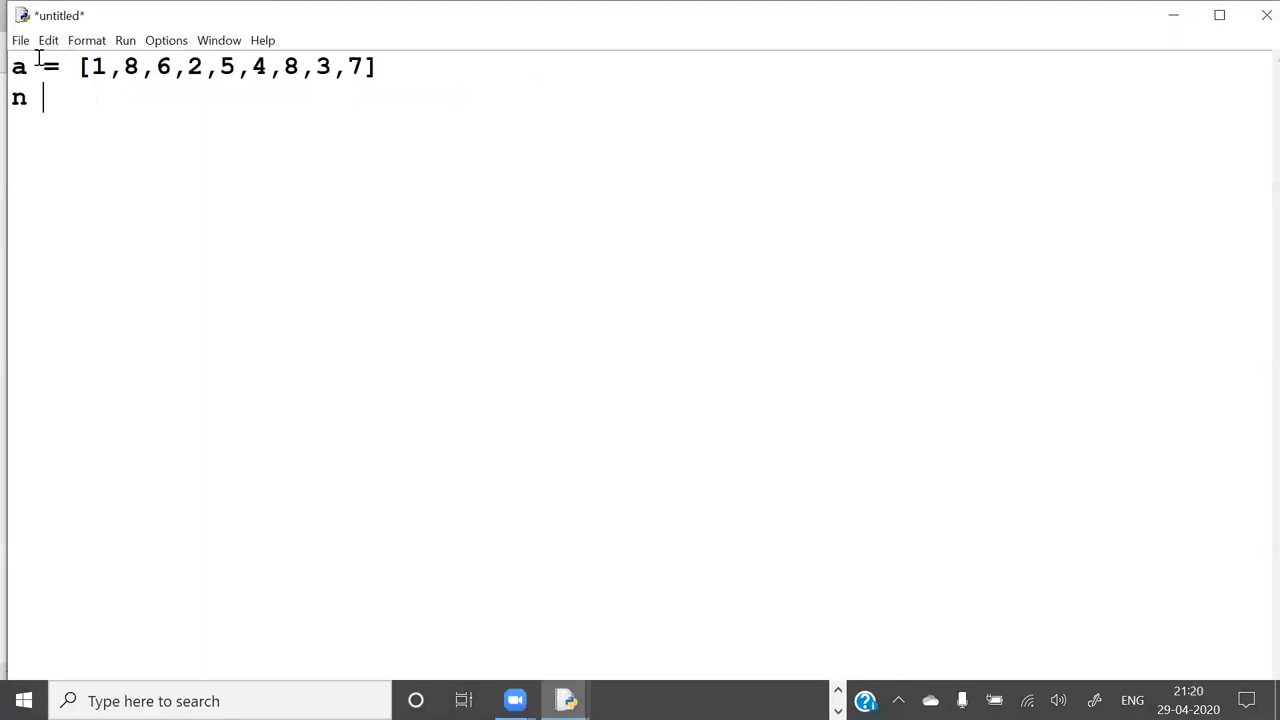 *untitled*
File Edit Format Run Options Window Help
a = [1,8,6,2,5,4,8,3,7]
n
Type here to search
ENG
21:20
29-04-2020